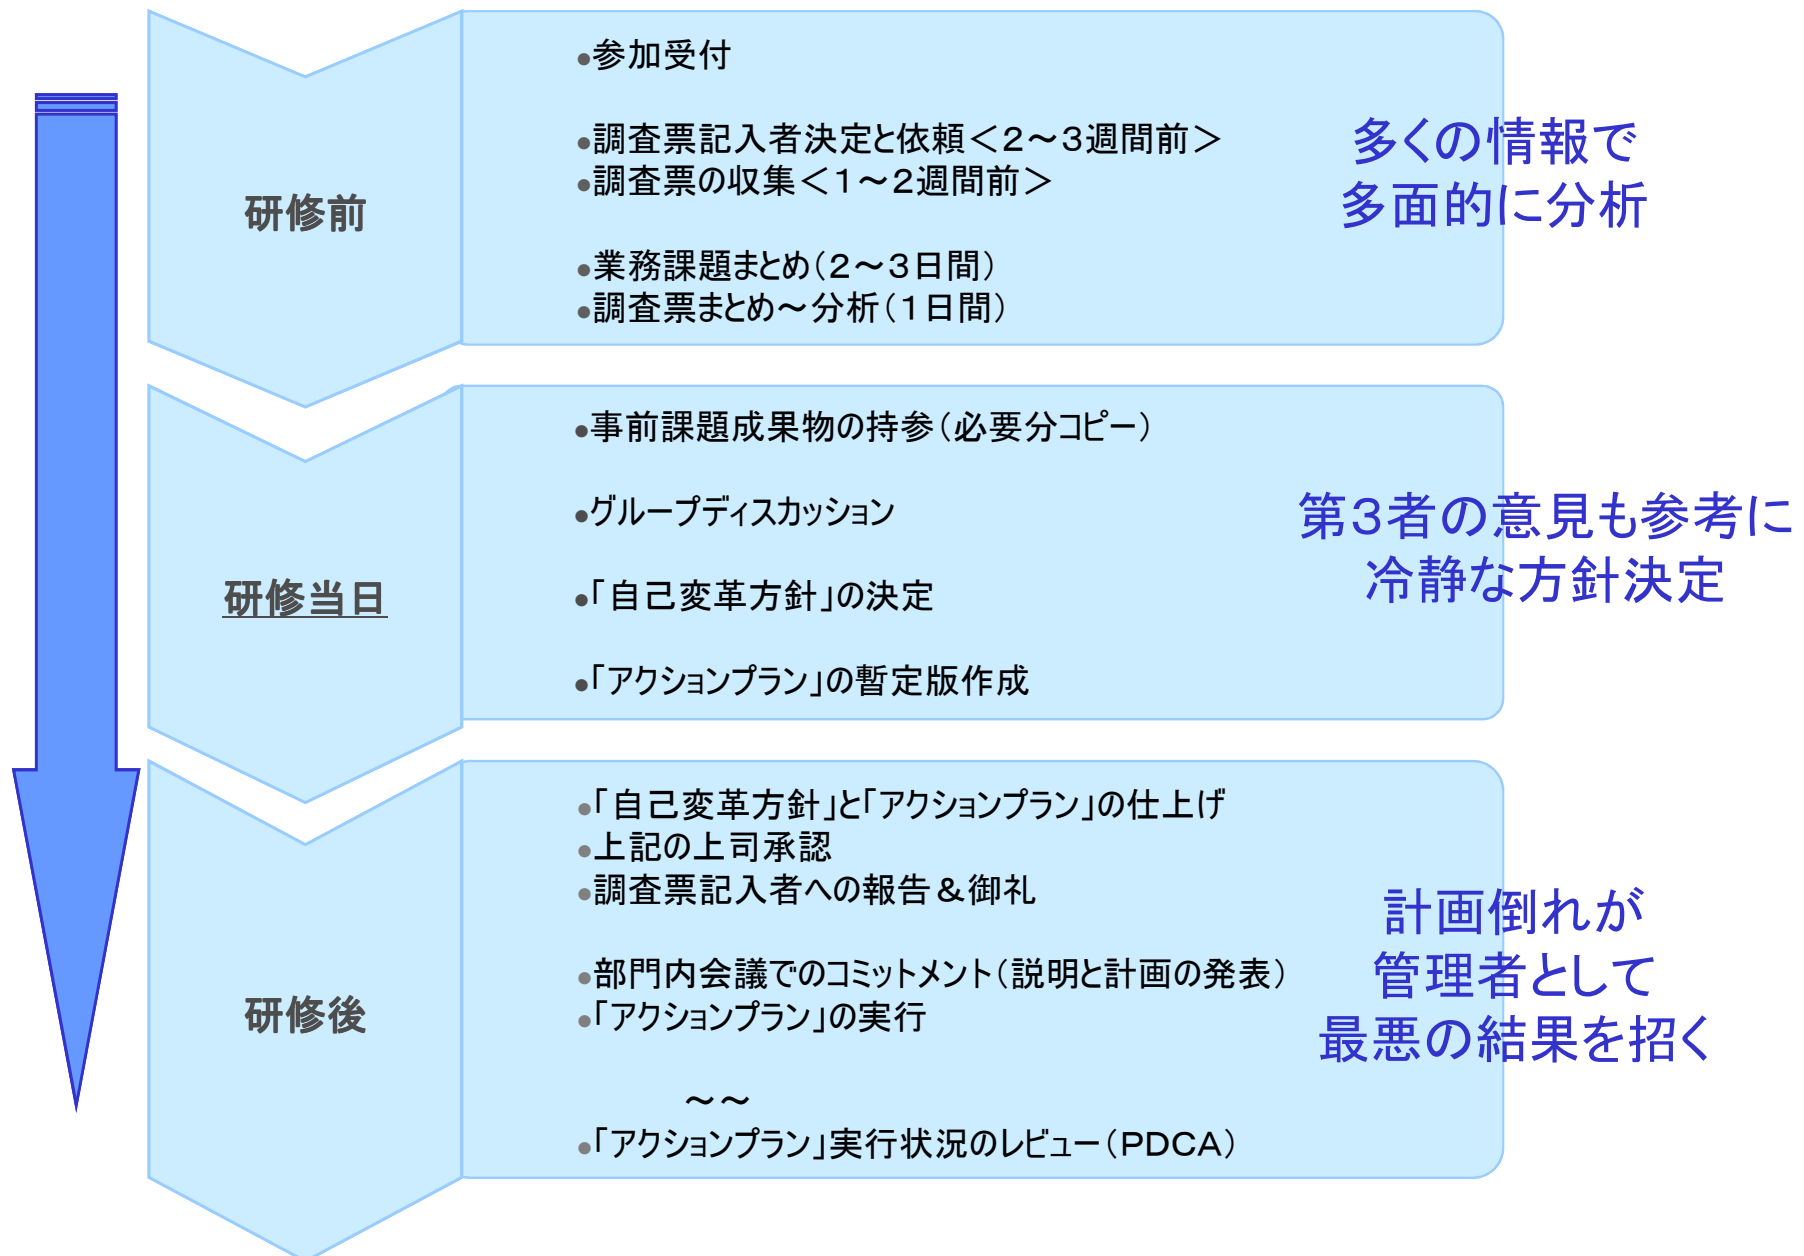 研修前
●参加受付
●調査票記入者決定と依頼＜２～３週間前＞
●調査票の収集＜１～２週間前＞
●業務課題まとめ（２～３日間）
●調査票まとめ～分析（１日間）
多くの情報で
多面的に分析
研修当日
●事前課題成果物の持参（必要分コピー）
●グループディスカッション
●「自己変革方針」の決定
●「アクションプラン」の暫定版作成
第３者の意見も参考に
冷静な方針決定
研修後
●「自己変革方針」と「アクションプラン」の仕上げ
●上記の上司承認
●調査票記入者への報告＆御礼
●部門内会議でのコミットメント（説明と計画の発表）
●「アクションプラン」の実行
～～
●「アクションプラン」実行状況のレビュー（ＰＤＣＡ）
計画倒れが
管理者として
最悪の結果を招く